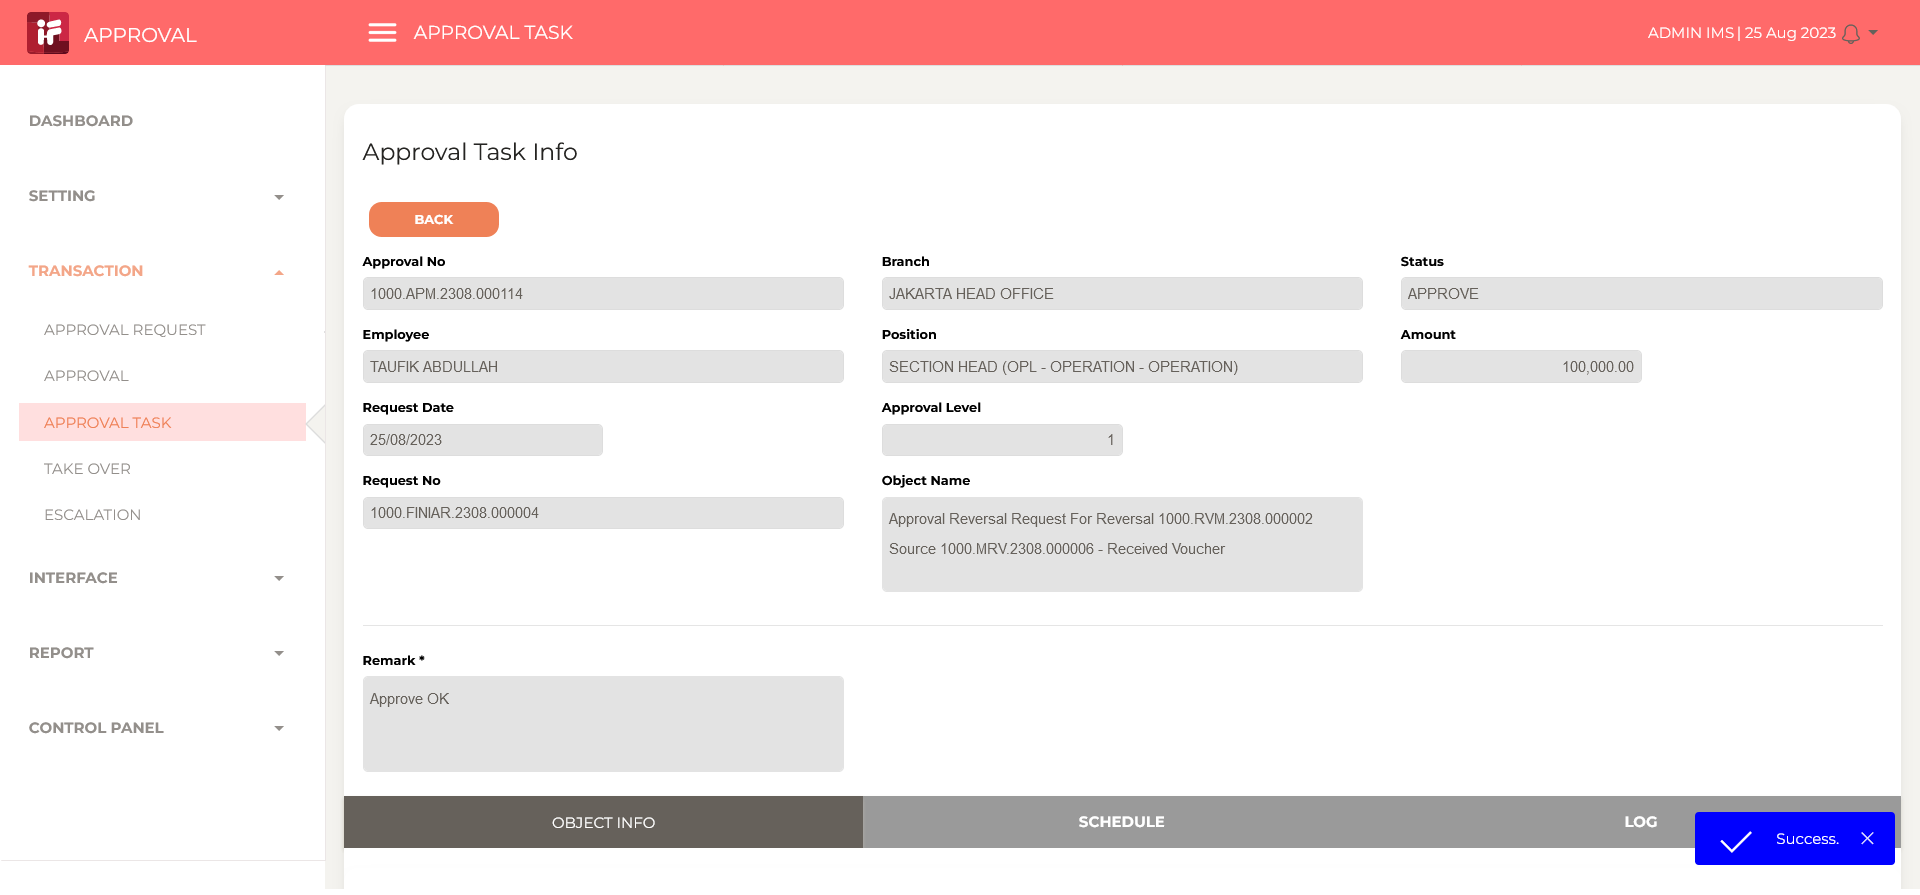 iF APPROVAL
APPROVAL TASK
ADMIN IMS | 25 Aug 2023
DASHBOARD
SETTING
TRANSACTION
APPROVAL REQUEST
APPROVAL
APPROVAL TASK
TAKE OVER
ESCALATION
INTERFACE
REPORT
CONTROL PANEL
Approval Task Info
BACK
Approval No
1000.APM.2308.000114
Branch
JAKARTA HEAD OFFICE
Status
APPROVE
Employee
TAUFIK ABDULLAH
Position
SECTION HEAD (OPL - OPERATION - OPERATION)
Amount
100,000.00
Request Date
25/08/2023
Approval Level
1
Request No
1000.FINIAR.2308.000004
Object Name
Approval Reversal Request For Reversal 1000.RVM.2308.000002
Source 1000.MRV.2308.000006 - Received Voucher
Remark *
Approve OK
OBJECT INFO
SCHEDULE
LOG
Success.